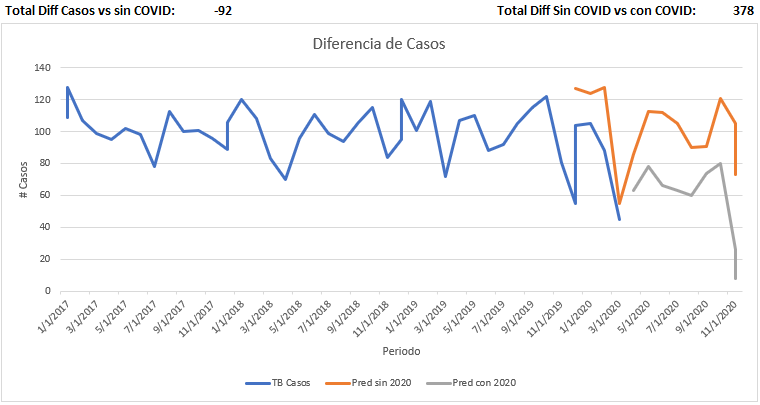 Total Diff Casos vs sin COVID: -92 Total Diff Sin COVID vs con COVID: 378
Diferencia de Casos
140
120
100
80
60
40
20
0
# Casos
1/1/2017 3/1/2017 5/1/2017 7/1/2017 9/1/2017 11/1/2017 1/1/2018 3/1/2018 5/1/2018 7/1/2018 9/1/2018 11/1/2018 1/1/2019 3/1/2019 5/1/2019 7/1/2019 9/1/2019 11/1/2019 1/1/2020 3/1/2020 5/1/2020 7/1/2020 9/1/2020 11/1/2020
Periodo
TB Casos Pred sin 2020 Pred con 2020